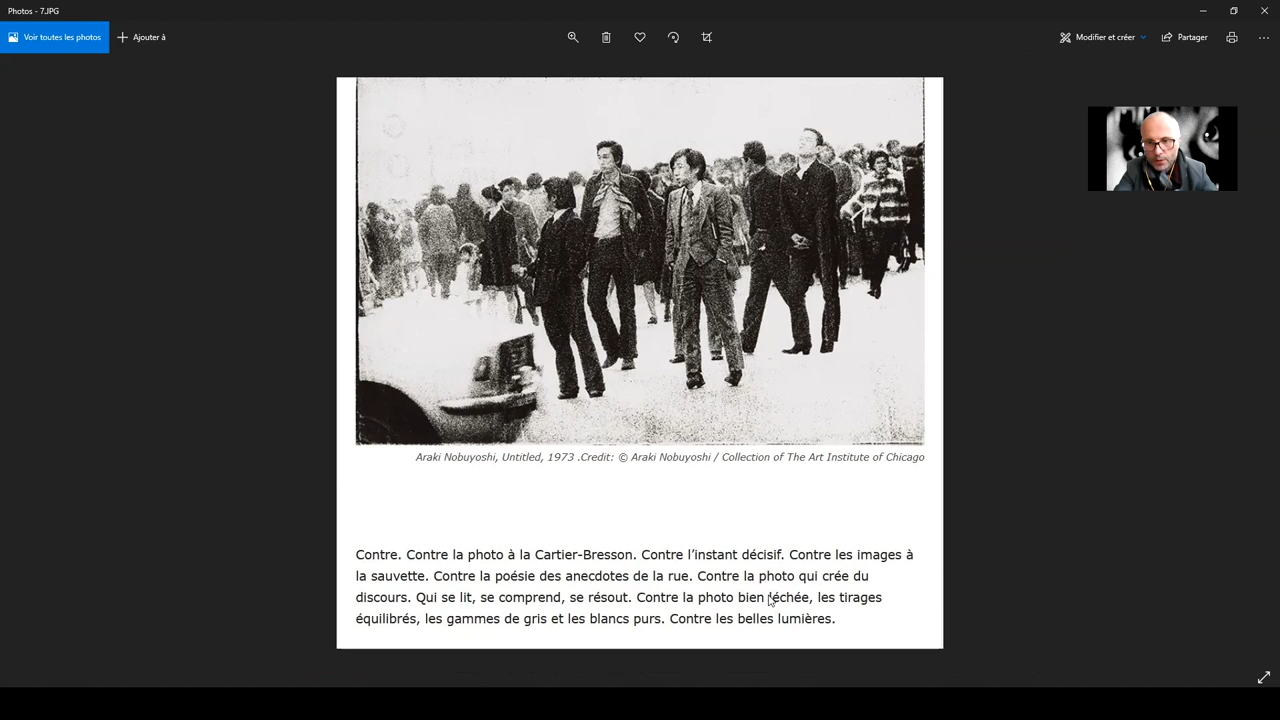 Photos - 7.JPG
Voir toutes les photos
Ajouter à
Modifier et créer
Partager
Araki Nobuyoshi, Untitled, 1973 .Credit: © Araki Nobuyoshi / Collection of The Art Institute of Chicago
Contre. Contre la photo à la Cartier-Bresson. Contre l'instant décisif. Contre les images à
la sauvette. Contre la poésie des anecdotes de la rue. Contre la photo qui crée du
discours. Qui se lit, se comprend, se résout. Contre la photo bien léchée, les tirages
équilibrés, les gammes de gris et les blancs purs. Contre les belles lumières.